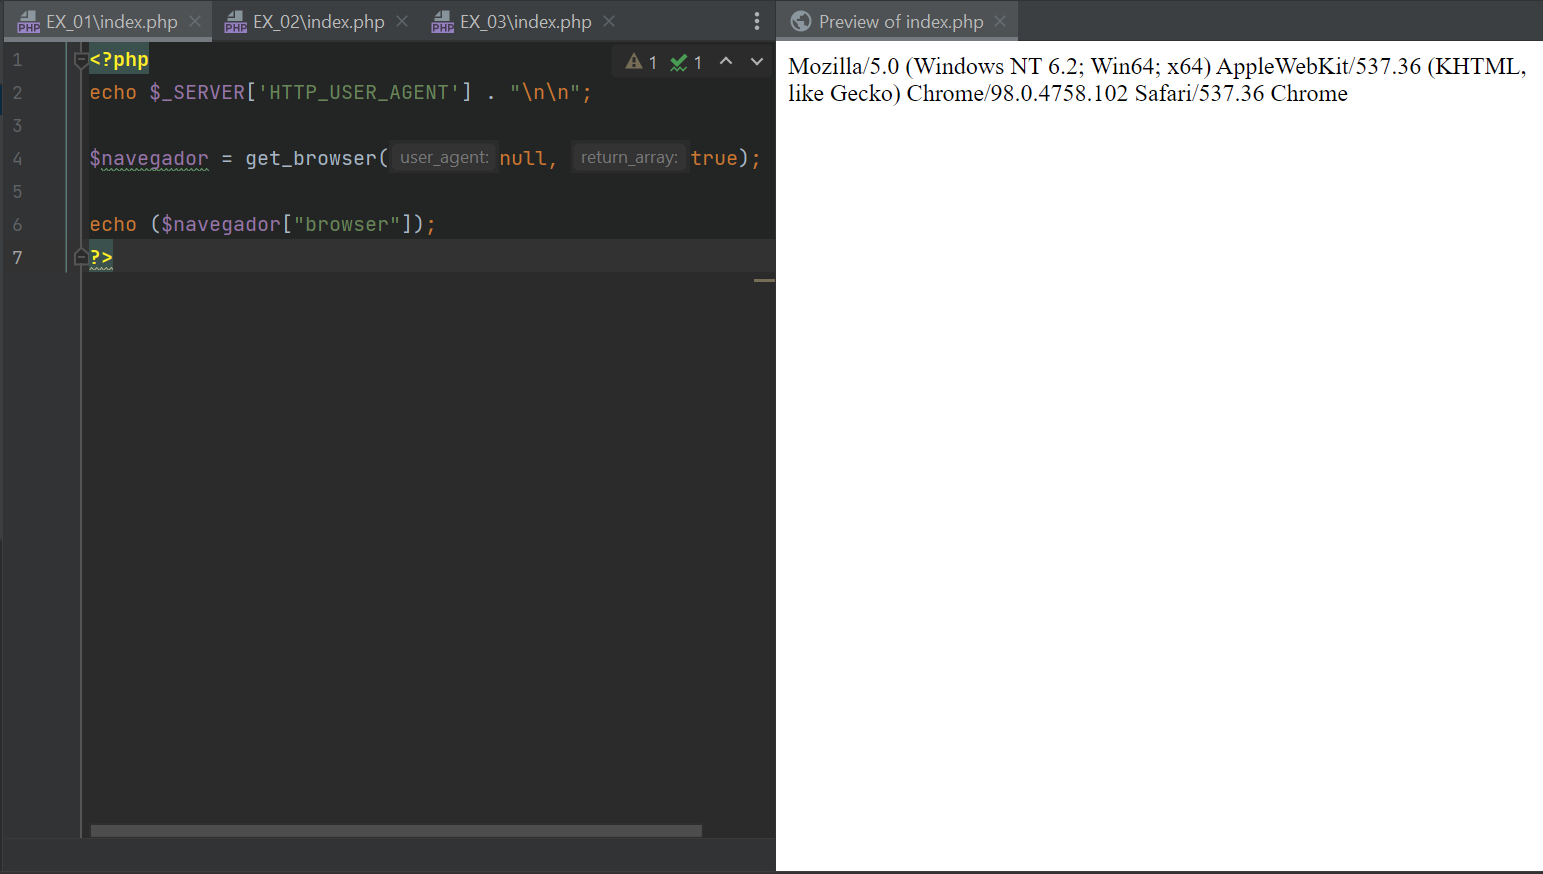 EX_01\index.php EX_02\index.php EX_03\index.php
1 <?php
2 echo $_SERVER['HTTP_USER_AGENT'] . "\n\n";
3
4 $navegador = get_browser( user_agent: null, return_array: true);
5
6 echo ($navegador["browser"]);
7 ?>
1 1
Preview of index.php
Mozilla/5.0 (Windows NT 6.2; Win64; x64) AppleWebKit/537.36 (KHTML,
like Gecko) Chrome/98.0.4758.102 Safari/537.36 Chrome